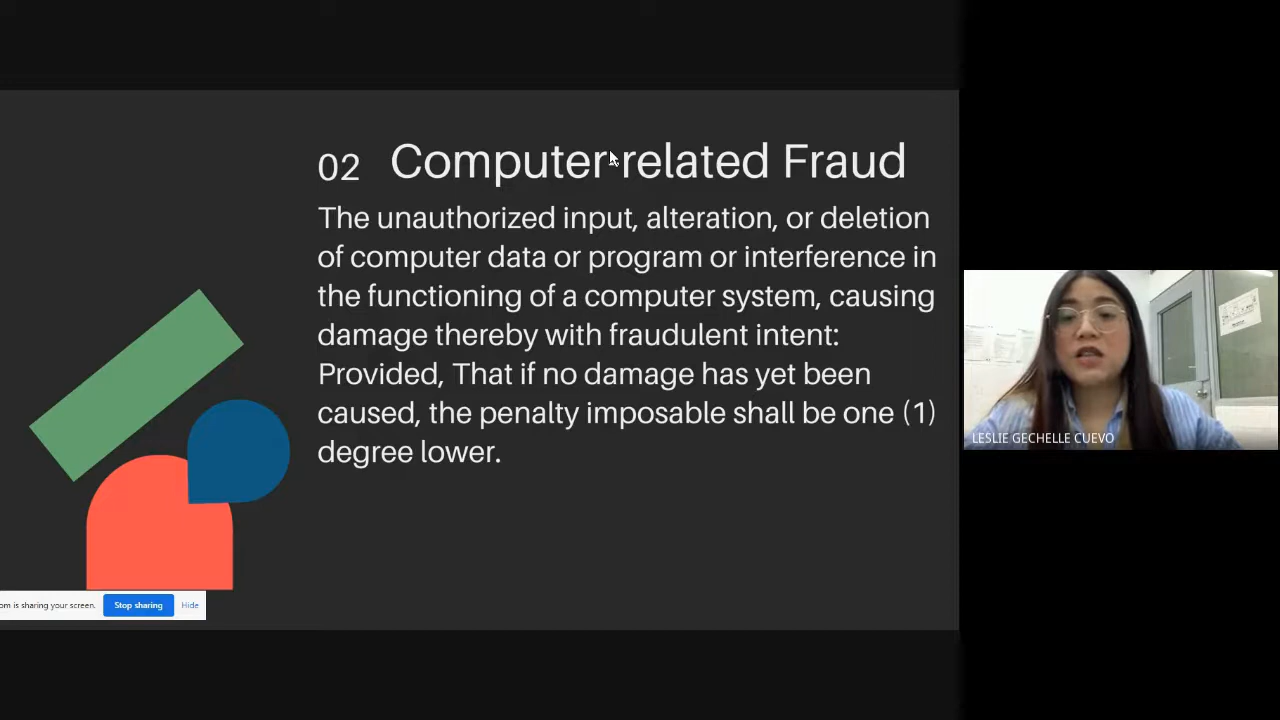 02 Computer-related Fraud
The unauthorized input, alteration, or deletion
of computer data or program or interference in
the functioning of a computer system, causing
damage thereby with fraudulent intent:
Provided, That if no damage has yet been
caused, the penalty imposable shall be one (1)
degree lower.
LESLIE GECHELLE CUEVO
om is sharing your screen. Stop sharing Hide